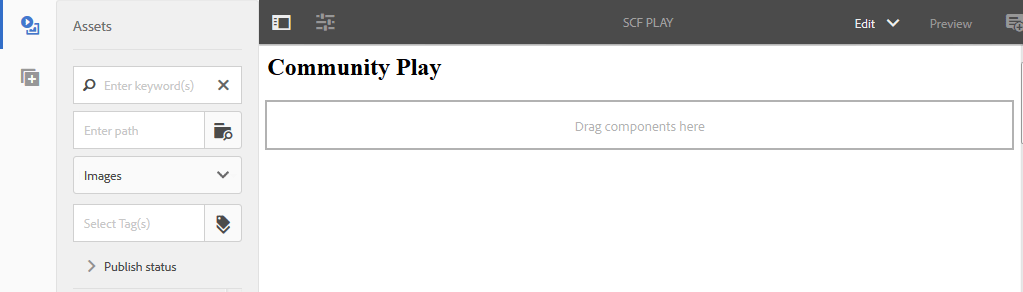 Assets
SCF PLAY
Edit
Preview
Enter keyword(s)
Community Play
Enter path
Drag components here
Images
Select Tag(s)
Publish status